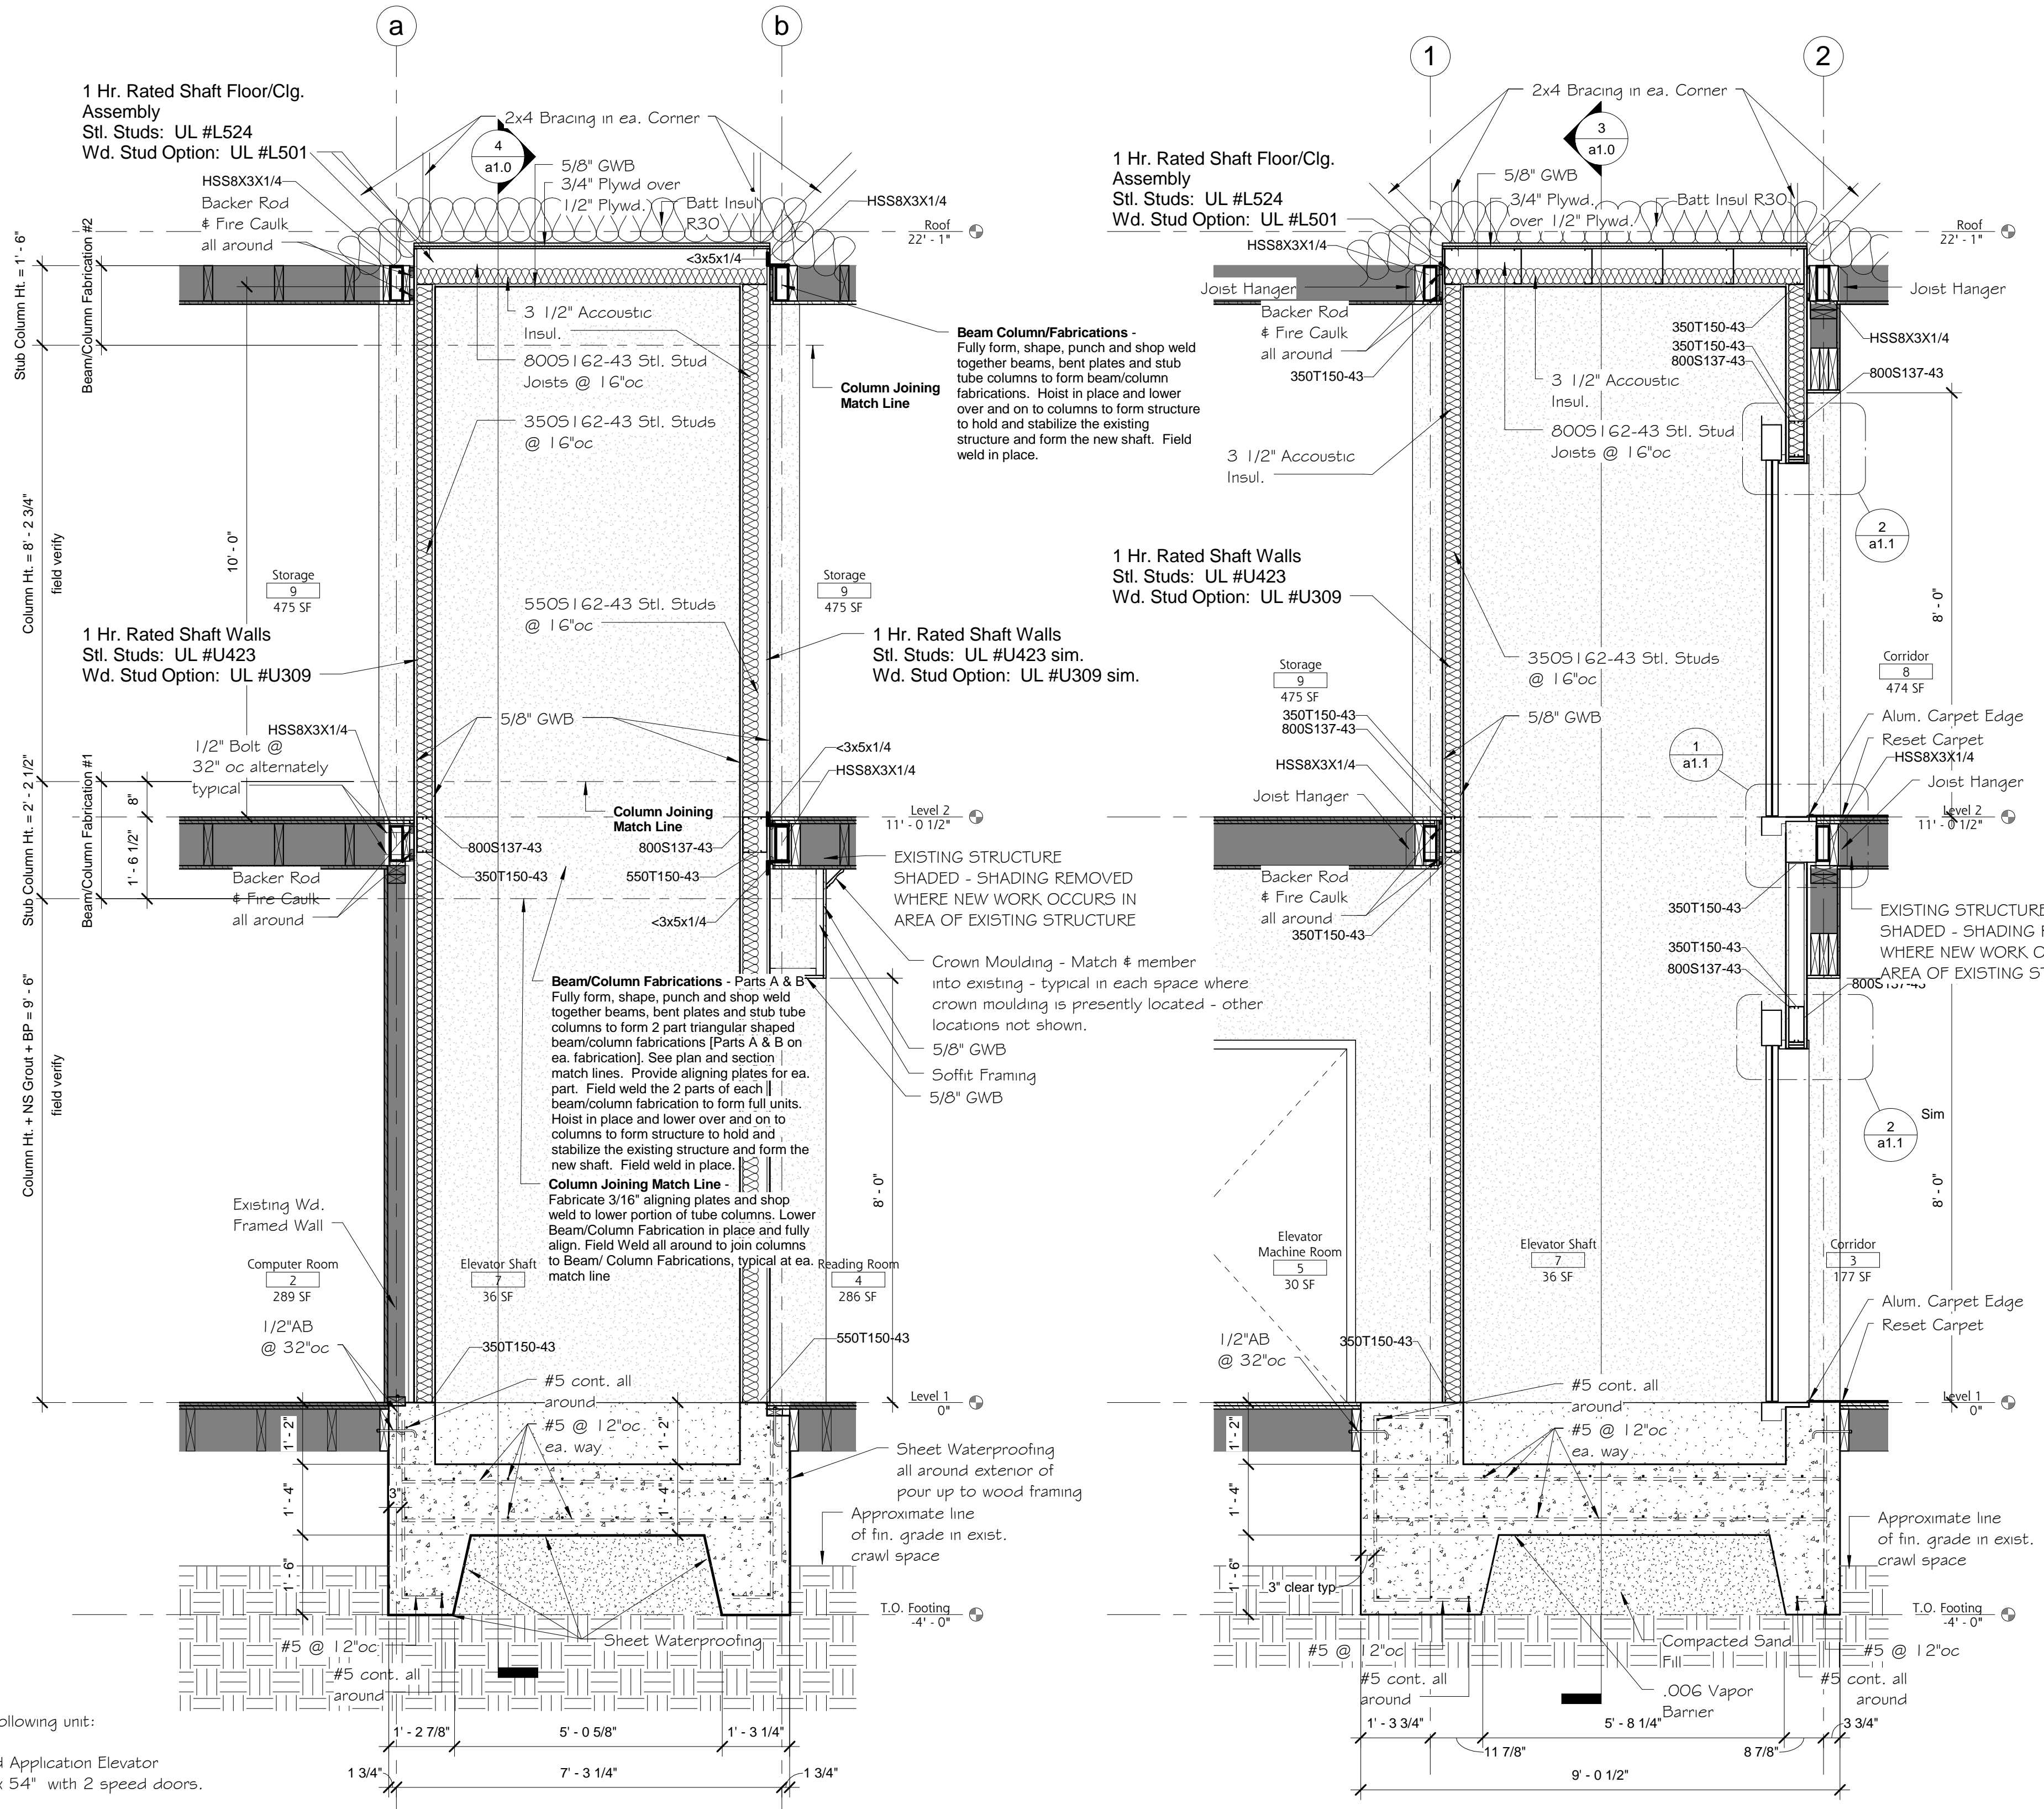 a
b
1 Hr. Rated Shaft Floor/Clg.
Assembly
Stl. Studs: UL #L524
Wd. Stud Option: UL #L501
2x4 Bracing in ea. Corner
4
a1.0
5/8" GWB
3/4" Plywd over
1/2" Plywd.
Batt Insul
R30
HSS8X3X1/4
Backer Rod
& Fire Caulk
all around
HSS8X3X1/4
Roof
22' - 1"
<3x5x1/4
Stub Column Ht. = 1' - 6"
Beam/Column Fabrication #2
3 1/2" Accoustic
Insul.
800S162-43 Stl. Stud
Joists @ 16"oc
Column Joining
Match Line
Beam Column/Fabrications -
Fully form, shape, punch and shop weld
together beams, bent plates and stub
tube columns to form beam/column
fabrications. Hoist in place and lower
over and on to columns to form structure
to hold and stabilize the existing
structure and form the new shaft. Field
weld in place.
350S162-43 Stl. Studs
@ 16"oc
Column Ht. = 8' - 2 3/4"
field verify
10' - 0"
Storage
9
475 SF
Storage
9
475 SF
550S162-43 Stl. Studs
@ 16"oc
1 Hr. Rated Shaft Walls
Stl. Studs: UL #U423
Wd. Stud Option: UL #U309
1 Hr. Rated Shaft Walls
Stl. Studs: UL #U423 sim.
Wd. Stud Option: UL #U309 sim.
5/8" GWB
HSS8X3X1/4
1/2" Bolt @
32" oc alternately
typical
<3x5x1/4
HSS8X3X1/4
Stub Column Ht. = 2' - 2 1/2"
Beam/Column Fabrication #1
8"
1' - 6 1/2"
Column Joining
Match Line
Level 2
11' - 0 1/2"
800S137-43
800S137-43
350T150-43
550T150-43
Backer Rod
& Fire Caulk
all around
<3x5x1/4
EXISTING STRUCTURE
SHADED - SHADING REMOVED
WHERE NEW WORK OCCURS IN
AREA OF EXISTING STRUCTURE
Crown Moulding - Match & member
into existing - typical in each space where
crown moulding is presently located - other
locations not shown.
5/8" GWB
Soffit Framing
5/8" GWB
Beam/Column Fabrications - Parts A & B
Fully form, shape, punch and shop weld
together beams, bent plates and stub tube
columns to form 2 part triangular shaped
beam/column fabrications [Parts A & B on
ea. fabrication]. See plan and section
match lines. Provide aligning plates for ea.
part. Field weld the 2 parts of each
beam/column fabrication to form full units.
Hoist in place and lower over and on to
columns to form structure to hold and
stabilize the existing structure and form the
new shaft. Field weld in place.
Column Joining Match Line -
Fabricate 3/16" aligning plates and shop
weld to lower portion of tube columns. Lower
Beam/Column Fabrication in place and fully
align. Field Weld all around to join columns
to Beam/ Column Fabrications, typical at ea.
match line
Column Ht. + NS Grout + BP = 9' - 6"
field verify
8' - 0"
Existing Wd.
Framed Wall
Computer Room
2
289 SF
Elevator Shaft
7
36 SF
Reading Room
4
286 SF
1/2"AB
@ 32"oc
350T150-43
550T150-43
#5 cont. all
around
Level 1
0"
1' - 2"
1' - 2"
#5 @ 12"oc
ea. way
Sheet Waterproofing
all around exterior of
pour up to wood framing
3"
1' - 4"
1' - 4"
Approximate line
of fin. grade in exist.
crawl space
1' - 6"
T.O. Footing
-4' - 0"
#5 @ 12"oc
Sheet Waterproofing
#5 cont. all
around
ollowing unit:
d Application Elevator
x 54" with 2 speed doors.
1' - 2 7/8"
5' - 0 5/8"
1' - 3 1/4"
1 3/4"
7' - 3 1/4"
1 3/4"
1
2
2x4 Bracing in ea. Corner
3
a1.0
1 Hr. Rated Shaft Floor/Clg.
Assembly
Stl. Studs: UL #L524
Wd. Stud Option: UL #L501
5/8" GWB
3/4" Plywd.
over 1/2" Plywd.
Batt Insul R30
Roof
22' - 1"
HSS8X3X1/4
Joist Hanger
Joist Hanger
Backer Rod
& Fire Caulk
all around
350T150-43
350T150-43
350T150-43
800S137-43
HSS8X3X1/4
800S137-43
3 1/2" Accoustic
Insul.
800S162-43 Stl. Stud
Joists @ 16"oc
3 1/2" Accoustic
Insul.
2
a1.1
1 Hr. Rated Shaft Walls
Stl. Studs: UL #U423
Wd. Stud Option: UL #U309
8' - 0"
350S162-43 Stl. Studs
@ 16"oc
Storage
9
475 SF
Corridor
8
474 SF
350T150-43
800S137-43
5/8" GWB
Alum. Carpet Edge
Reset Carpet
HSS8X3X1/4
Joist Hanger
1
a1.1
HSS8X3X1/4
Joist Hanger
Level 2
11' - 0 1/2"
Backer Rod
& Fire Caulk
all around
350T150-43
350T150-43
350T150-43
800S137-43
800S137-43
EXISTING STRUCTURE
SHADED - SHADING
WHERE NEW WORK
AREA OF EXISTING
Sim
2
a1.1
8' - 0"
Elevator
Machine Room
5
30 SF
Elevator Shaft
7
36 SF
Corridor
3
177 SF
Alum. Carpet Edge
Reset Carpet
1/2"AB
@ 32"oc
350T150-43
#5 cont. all
around
Level 1
0"
1' - 2"
#5 @ 12"oc
ea. way
1' - 4"
Approximate line
of fin. grade in exist.
crawl space
1' - 6"
3" clear typ
T.O. Footing
-4' - 0"
#5 @ 12"oc
Compacted Sand
Fill
#5 @ 12"oc
#5 cont. all
around
.006 Vapor
Barrier
#5 cont. all
around
1' - 3 3/4"
5' - 8 1/4"
3 3/4"
11 7/8"
8 7/8"
9' - 0 1/2"